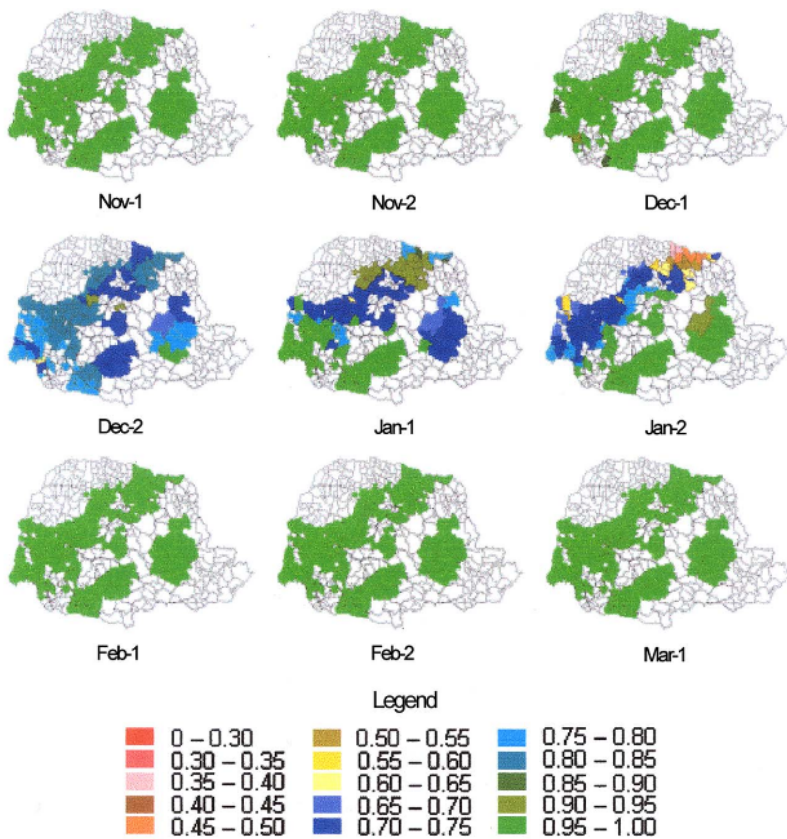 Nov-1 Nov-2 Dec-1
Dec-2 Jan-1 Jan-2
Feb-1 Feb-2 Mar-1
Legend
0 – 0.30 0.50 – 0.55 0.75 – 0.80
0.30 – 0.35 0.55 – 0.60 0.80 – 0.85
0.35 – 0.40 0.60 – 0.65 0.85 – 0.90
0.40 – 0.45 0.65 – 0.70 0.90 – 0.95
0.45 – 0.50 0.70 – 0.75 0.95 – 1.00